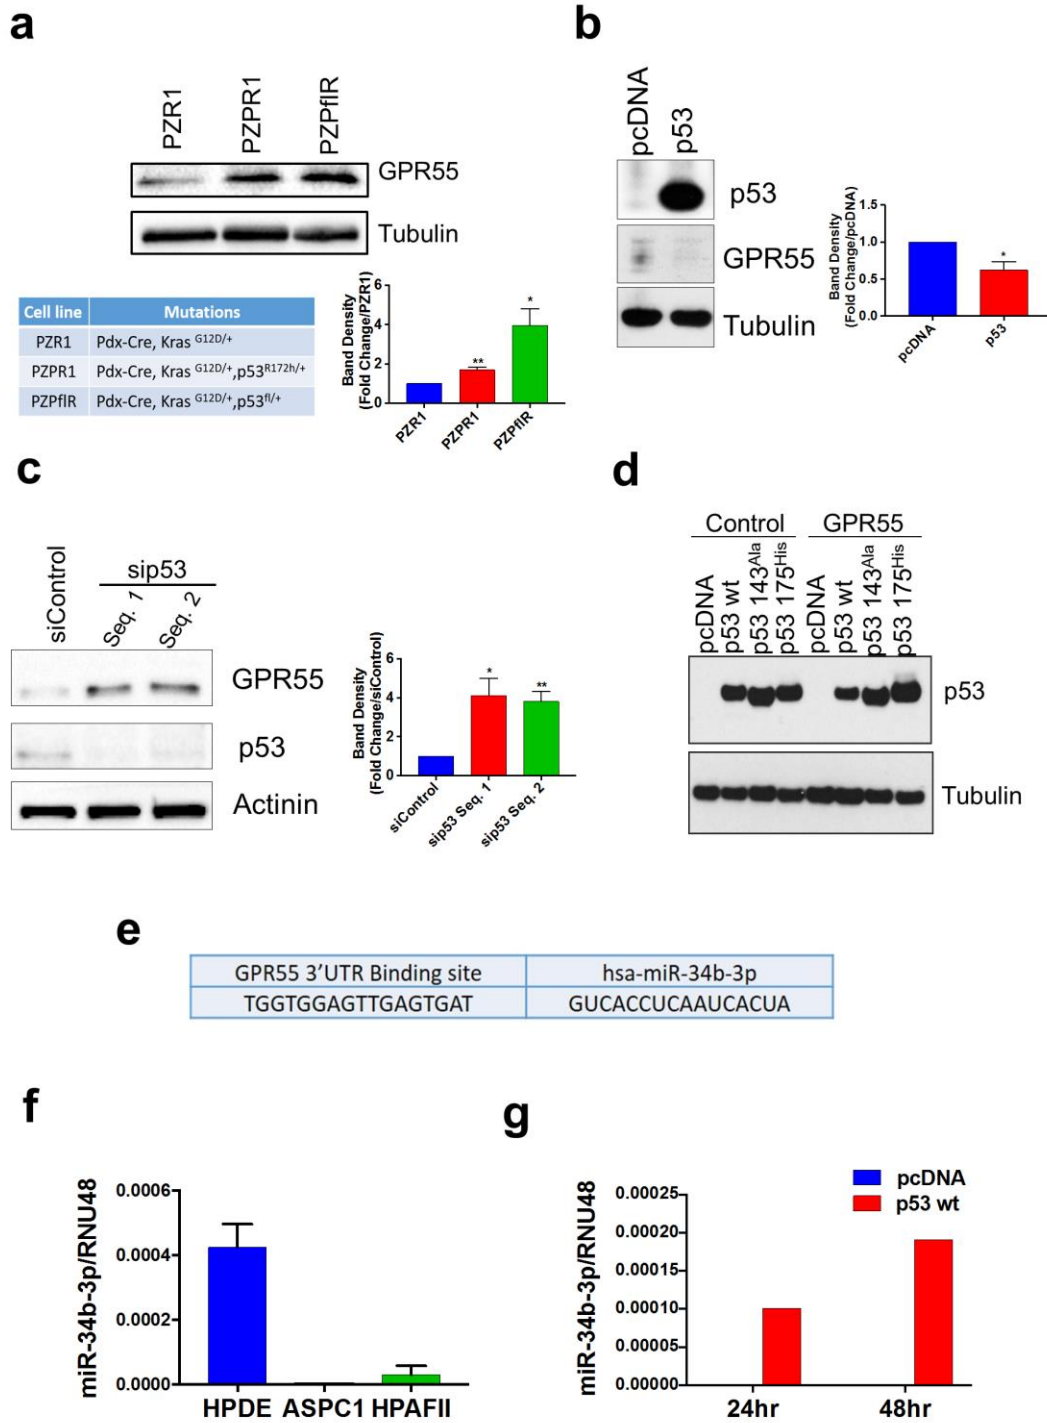 a
PZR1
PZPR1
PZPflR
GPR55
Tubulin
Cell line Mutations
PZR1 Pdx-Cre, Kras G12D/+
PZPR1 Pdx-Cre, Kras G12D/+,p53R172h/+
PZPflR Pdx-Cre, Kras G12D/+,p53fl/+
Band Density
(Fold Change/PZR1)
6
4
2
0
**
*
PZR1
PZPR1
PZPflR
b
pcDNA
p53
p53
GPR55
Tubulin
Band Density
(Fold Change/pcDNA)
1.5
1.0
0.5
0.0
*
pcDNA
p53
c
siControl
sip53
Seq. 1
Seq. 2
GPR55
p53
Actinin
Band Density
(Fold Change/siControl)
6
4
2
0
*
**
siControl
sip53 Seq. 1
sip53 Seq. 2
d
Control GPR55
pcDNA
p53 wt
p53 143Ala
p53 175His
pcDNA
p53 wt
p53 143Ala
p53 175His
p53
Tubulin
e
GPR55 3’UTR Binding site hsa-miR-34b-3p
TGGTGGAGTTGAGTGAT GUCACCUCAAUCACUA
f
miR-34b-3p/RNU48
0.0006
0.0004
0.0002
0.0000
HPDE ASPC1 HPAFII
g
pcDNA
p53 wt
miR-34b-3p/RNU48
0.00025
0.00020
0.00015
0.00010
0.00005
0.00000
24hr 48hr